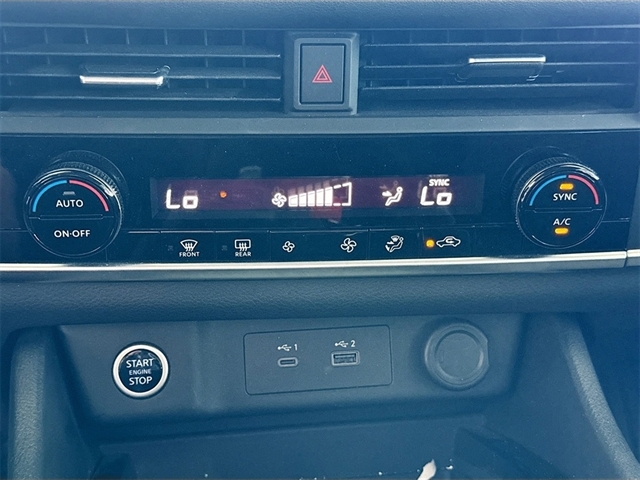 Lo
SYNC
Lo
AUTO
ON·OFF
SYNC
A/C
FRONT
REAR
START
ENGINE
STOP
1
2